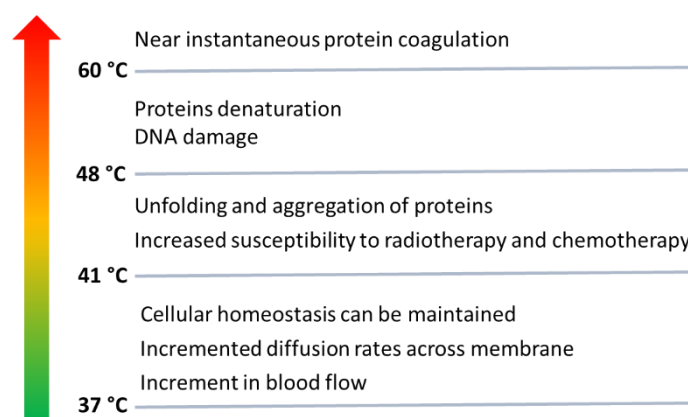 Near instantaneous protein coagulation
60 °C
Proteins denaturation
DNA damage
48 °C
Unfolding and aggregation of proteins
Increased susceptibility to radiotherapy and chemotherapy
41 °C
Cellular homeostasis can be maintained
Incremented diffusion rates across membrane
Increment in blood flow
37 °C